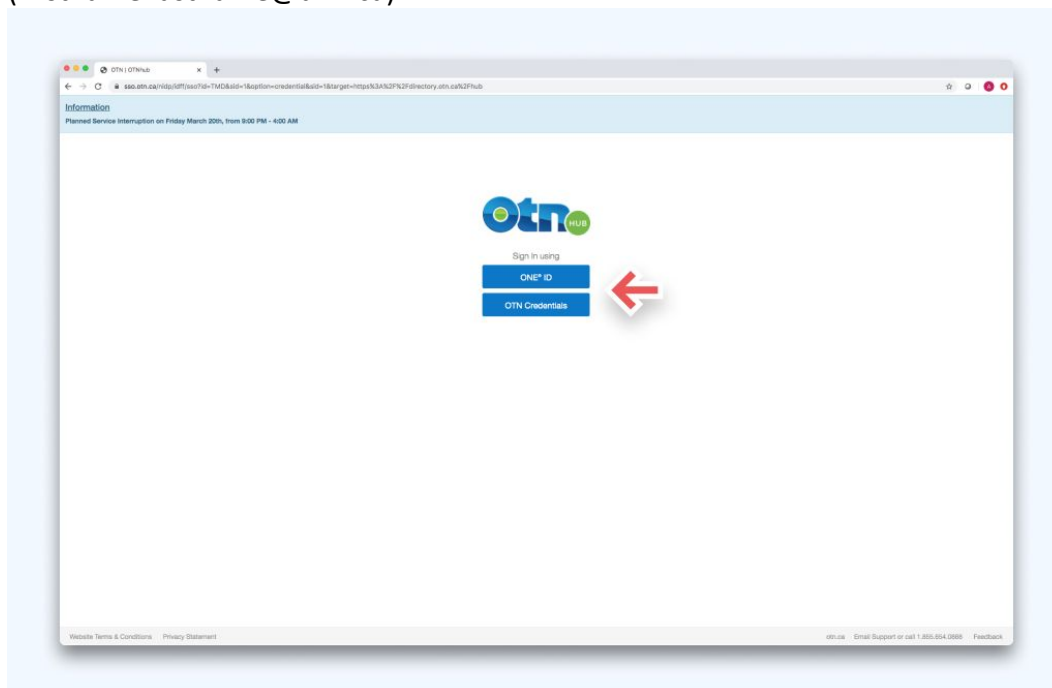 OTN | OTNhub
sso.otn.ca/nidp/idff/sso?id=TMD&sid=1&option=credential&sid=1&target=https%3A%2F%2Fdirectory.otn.ca%2Fhub
Information
Planned Service Interruption on Friday March 20th, from 9:00 PM - 4:00 AM
otn HUB
Sign in using
ONE® ID
OTN Credentials
Website Terms & Conditions Privacy Statement otn.ca Email Support or call 1.855.654.0888 Feedback